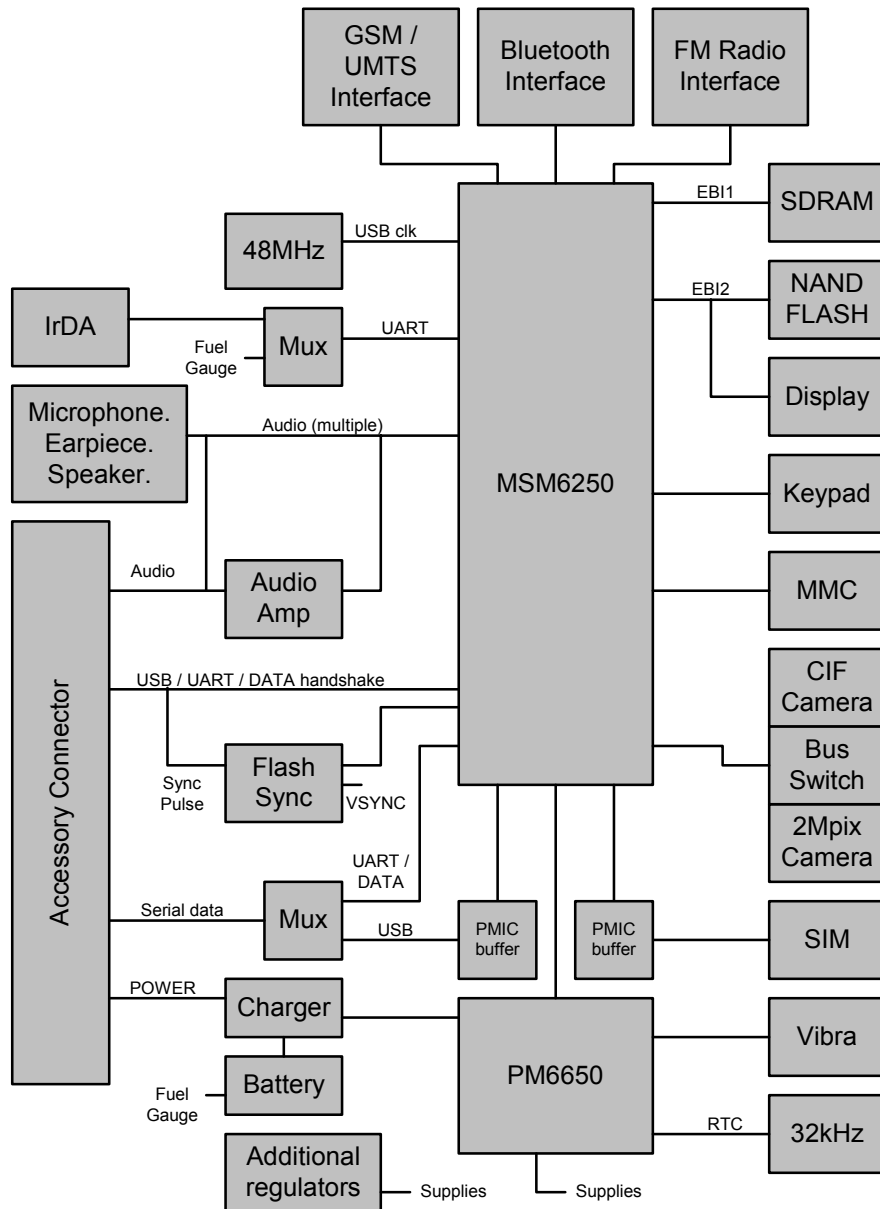 GSM /
UMTS
Interface
Bluetooth
Interface
FM Radio
Interface
EBI1
SDRAM
USB clk
48MHz
EBI2
NAND
FLASH
IrDA
Mux
UART
Fuel
Gauge
Display
Microphone.
Earpiece.
Speaker.
Audio (multiple)
MSM6250
Keypad
Audio
Audio
Amp
MMC
Accessory Connector
USB / UART / DATA handshake
CIF
Camera
Bus
Switch
2Mpix
Camera
Sync
Pulse
Flash
Sync
VSYNC
UART /
DATA
Serial data
Mux
USB
PMIC
buffer
PMIC
buffer
SIM
POWER
Charger
Battery
Fuel
Gauge
PM6650
Vibra
RTC
32kHz
Additional
regulators
Supplies
Supplies